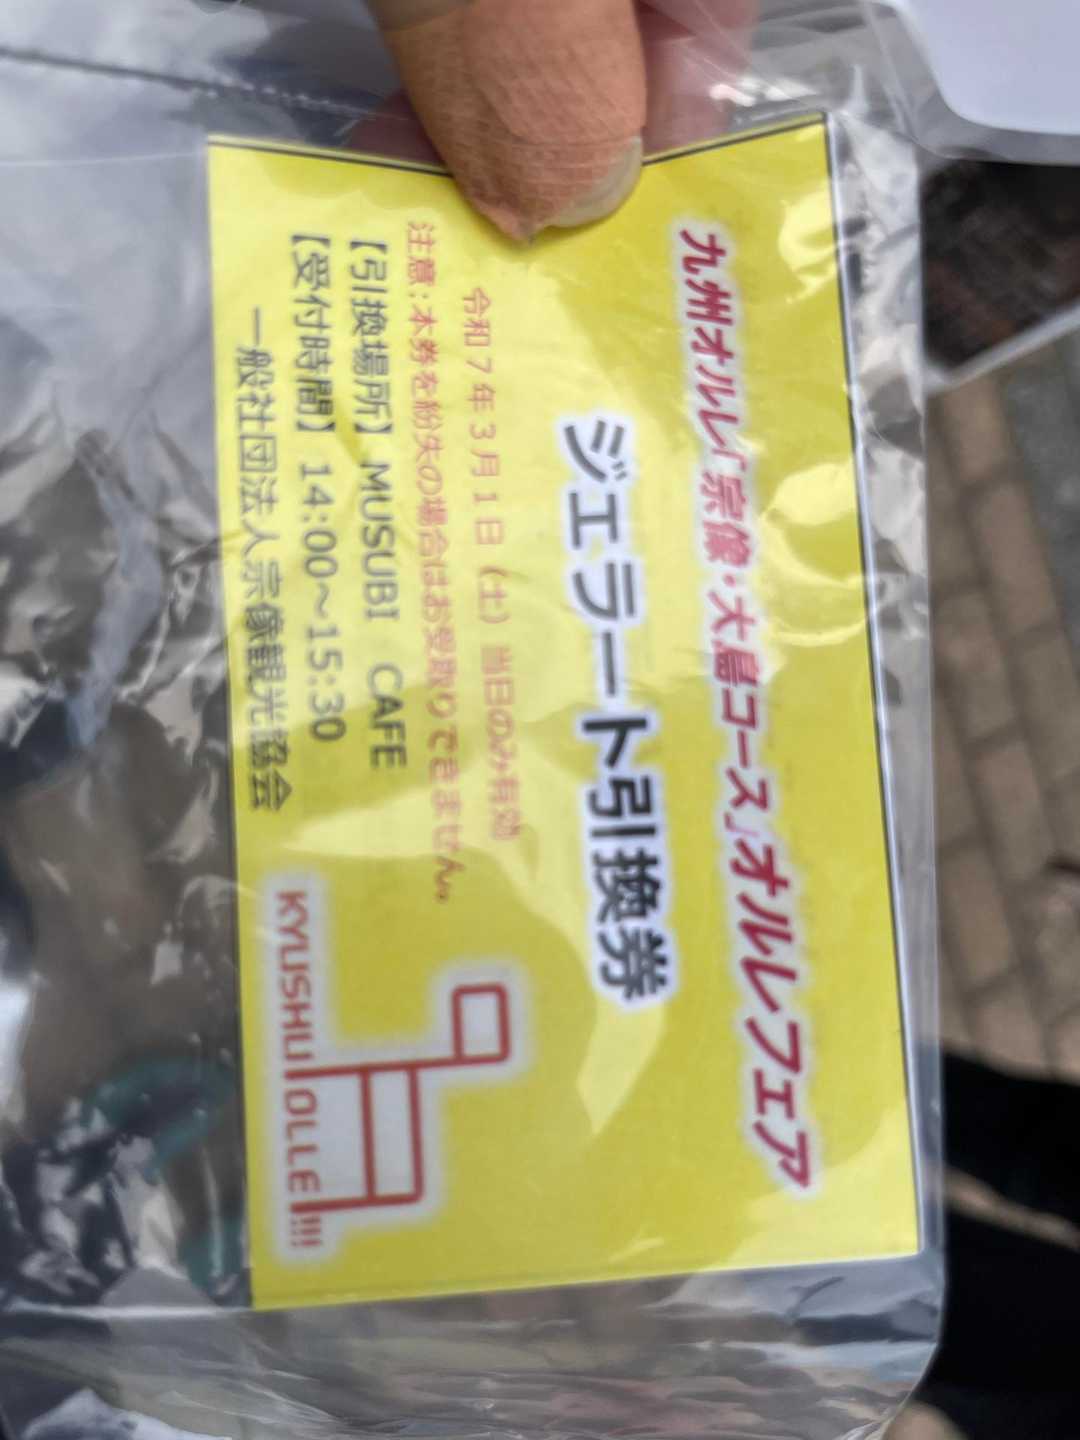 九州オルレ「宗像・大島コース」オルレフェア
ジェラート引換券
令和7年3月1日（土）当日のみ有効
注意:本券を紛失の場合はお受取りできません。
【引換場所】MUSUBI CAFE
【受付時間】14:00～15:30
一般社団法人宗像観光協会
KYUSHU OLLE!!!